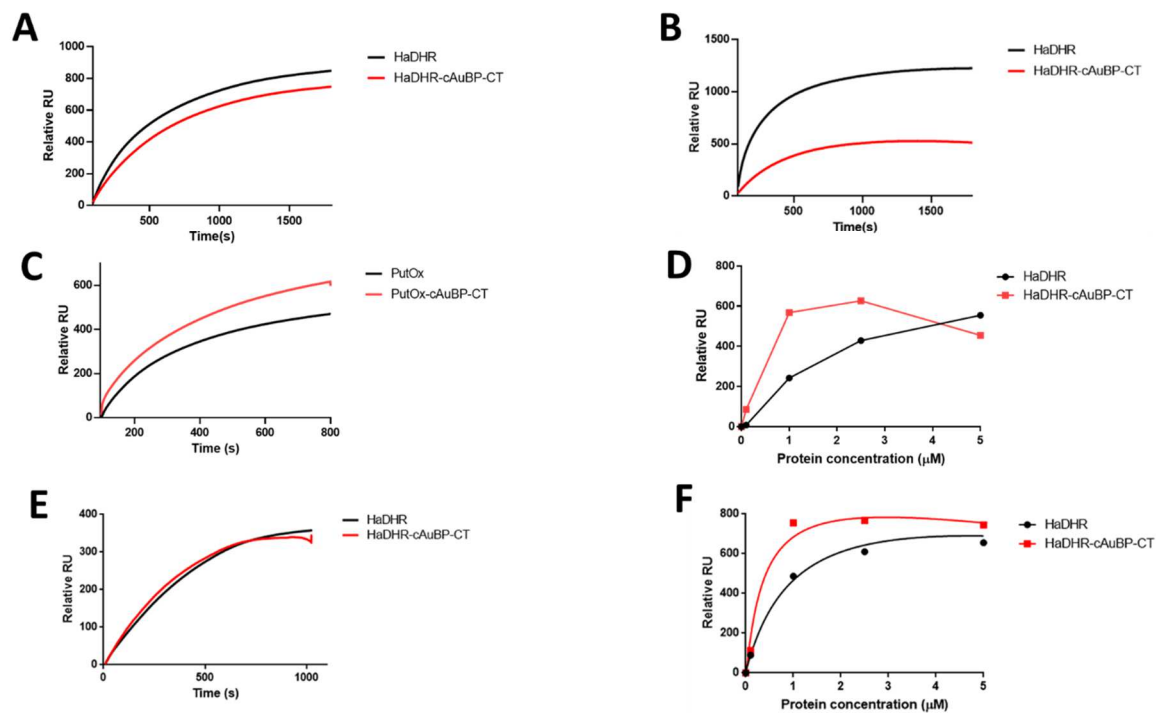 A
1000
800
600
400
200
0
Relative RU
500
1000
1500
Time(s)
HaDHR
HaDHR-cAuBP-CT
B
1500
1000
500
0
Relative RU
500
1000
1500
Time(s)
HaDHR
HaDHR-cAuBP-CT
C
600
400
200
0
Relative RU
200
400
600
800
Time (s)
PutOx
PutOx-cAuBP-CT
D
800
600
400
200
0
Relative RU
0
1
2
3
4
5
Protein concentration (μM)
HaDHR
HaDHR-cAuBP-CT
E
400
300
200
100
0
Relative RU
0
500
1000
Time (s)
HaDHR
HaDHR-cAuBP-CT
F
800
600
400
200
0
Relative RU
0
1
2
3
4
5
Protein concentration (μM)
HaDHR
HaDHR-cAuBP-CT